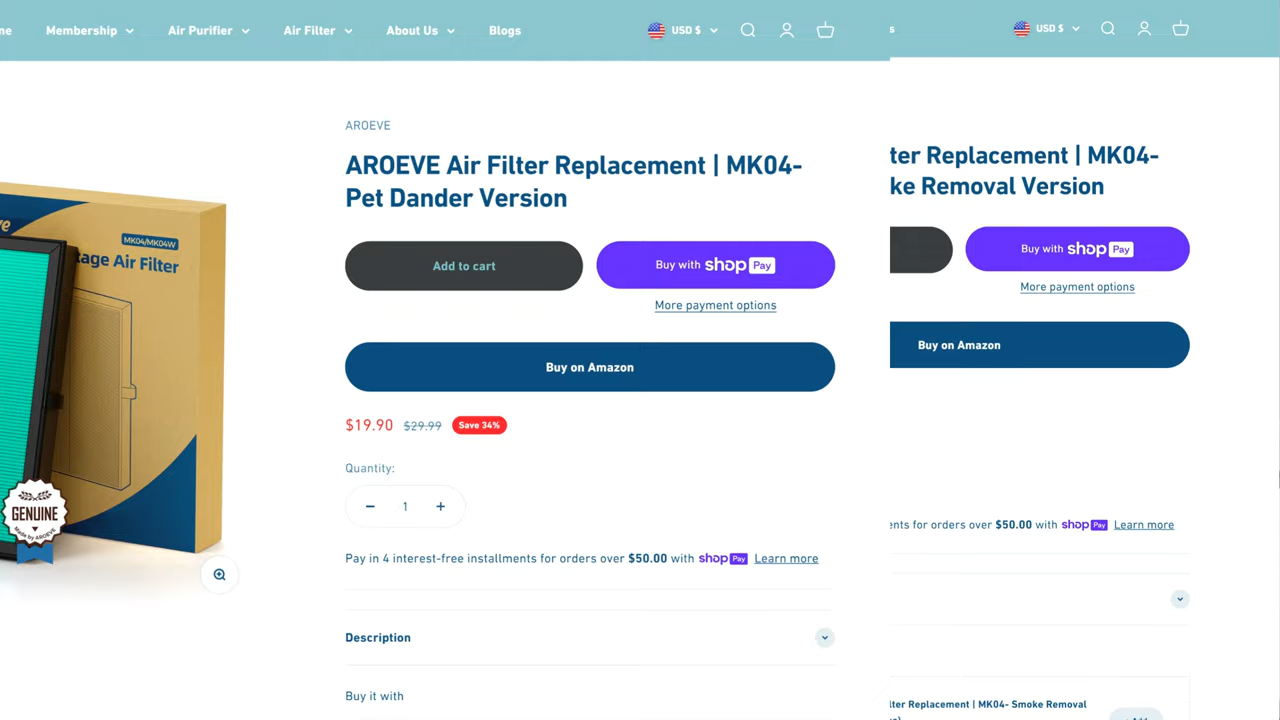 Membership
Air Purifier
Air Filter
About Us
Blogs
USD $
USD $
AROEVE
AROEVE Air Filter Replacement | MK04-
Pet Dander Version
Add to cart
Buy with shop Pay
More payment options
Buy on Amazon
$19.90 $29.99 Save 34%
Quantity:
− 1 +
Pay in 4 interest-free installments for orders over $50.00 with shop Pay Learn more
Description
Buy it with
MK04/MK04W
tage Air Filter
GENUINE
Made by AROEVE
ter Replacement | MK04-
ke Removal Version
Buy with shop Pay
More payment options
Buy on Amazon
ents for orders over $50.00 with shop Pay Learn more
lter Replacement | MK04- Smoke Removal